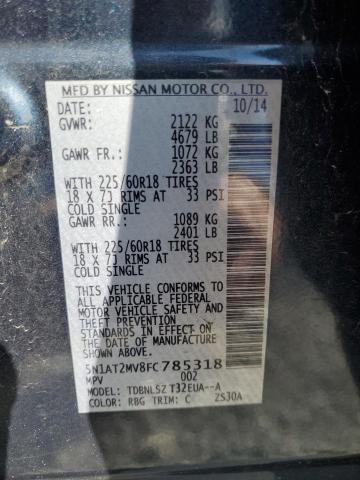 MFD BY NISSAN MOTOR CO., LTD.
DATE: 10/14
GVWR: 2122 KG
4679 LB
GAWR FR.: 1072 KG
2363 LB
WITH 225/60R18 TIRES
18 X 7J RIMS AT 33 PSI
COLD SINGLE
GAWR RR.: 1089 KG
2401 LB
WITH 225/60R18 TIRES
18 X 7J RIMS AT 33 PSI
COLD SINGLE
THIS VEHICLE CONFORMS TO
ALL APPLICABLE FEDERAL
MOTOR VEHICLE SAFETY AND
THEFT PREVENTION
STANDARDS IN EFFECT ON
THE DATE OF MANUFACTURE
SHOWN ABOVE.
5N1AT2MV8FC785318
MPV 002
MODEL: TDBNLSZ T32EUA--A
COLOR: RBG TRIM: C ZS30A